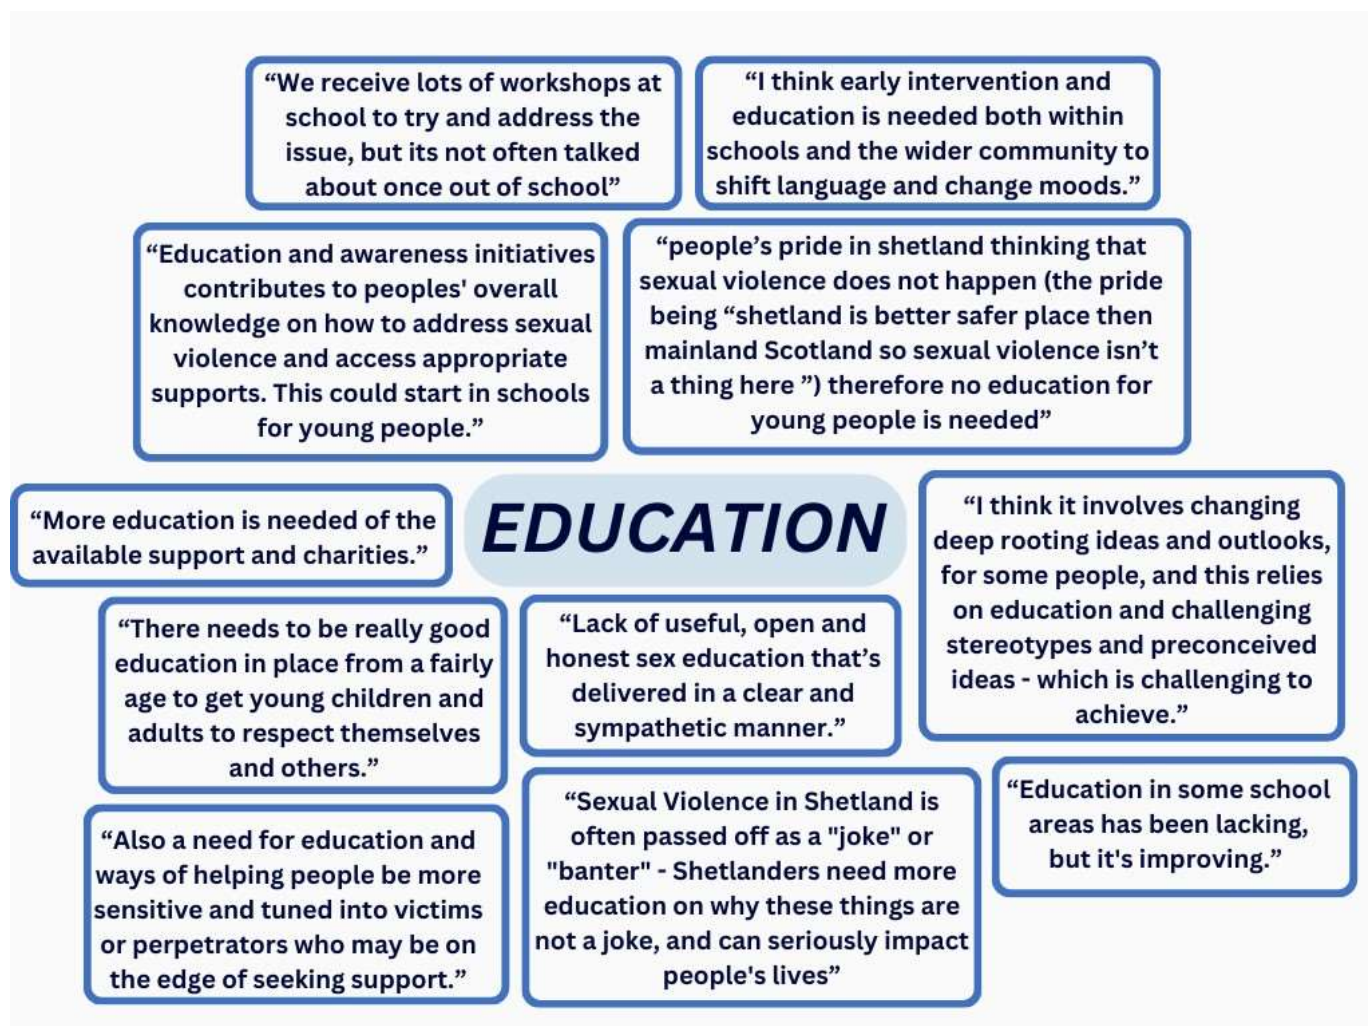 “We receive lots of workshops at
school to try and address the
issue, but its not often talked
about once out of school”
“I think early intervention and
education is needed both within
schools and the wider community to
shift language and change moods.”
“Education and awareness initiatives
contributes to peoples' overall
knowledge on how to address sexual
violence and access appropriate
supports. This could start in schools
for young people.”
“people’s pride in shetland thinking that
sexual violence does not happen (the pride
being “shetland is better safer place then
mainland Scotland so sexual violence isn’t
a thing here ”) therefore no education for
young people is needed”
“More education is needed of the
available support and charities.”
EDUCATION
“I think it involves changing
deep rooting ideas and outlooks,
for some people, and this relies
on education and challenging
stereotypes and preconceived
ideas - which is challenging to
achieve.”
“There needs to be really good
education in place from a fairly
age to get young children and
adults to respect themselves
and others.”
“Lack of useful, open and
honest sex education that’s
delivered in a clear and
sympathetic manner.”
“Also a need for education and
ways of helping people be more
sensitive and tuned into victims
or perpetrators who may be on
the edge of seeking support.”
“Sexual Violence in Shetland is
often passed off as a "joke" or
"banter" - Shetlanders need more
education on why these things are
not a joke, and can seriously impact
people's lives”
“Education in some school
areas has been lacking,
but it's improving.”